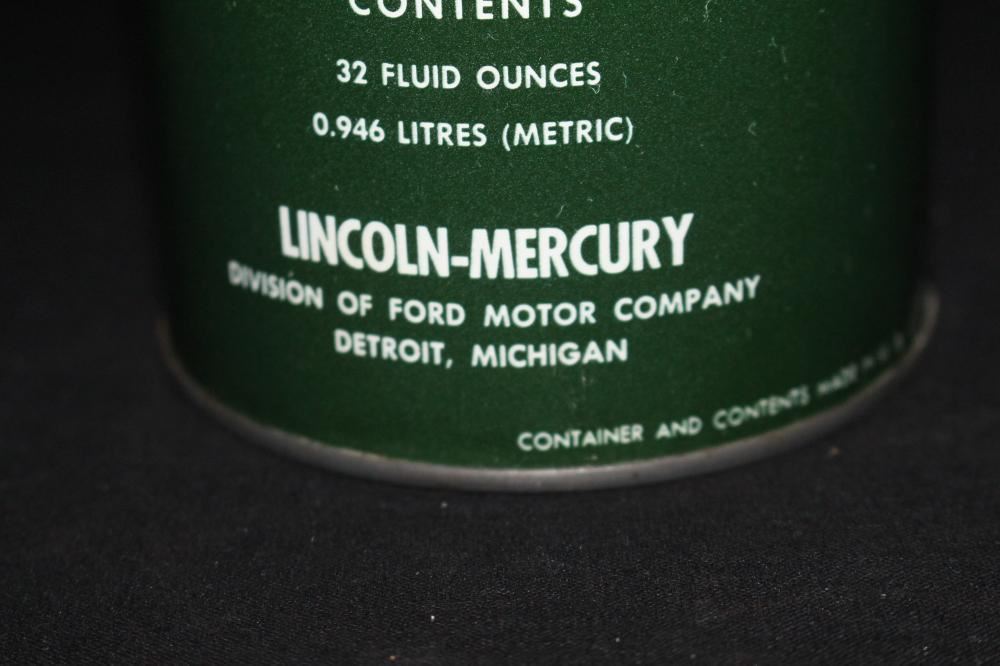 CONTENTS
32 FLUID OUNCES
0.946 LITRES (METRIC)
LINCOLN-MERCURY
DIVISION OF FORD MOTOR COMPANY
DETROIT, MICHIGAN
CONTAINER AND CONTENTS MADE